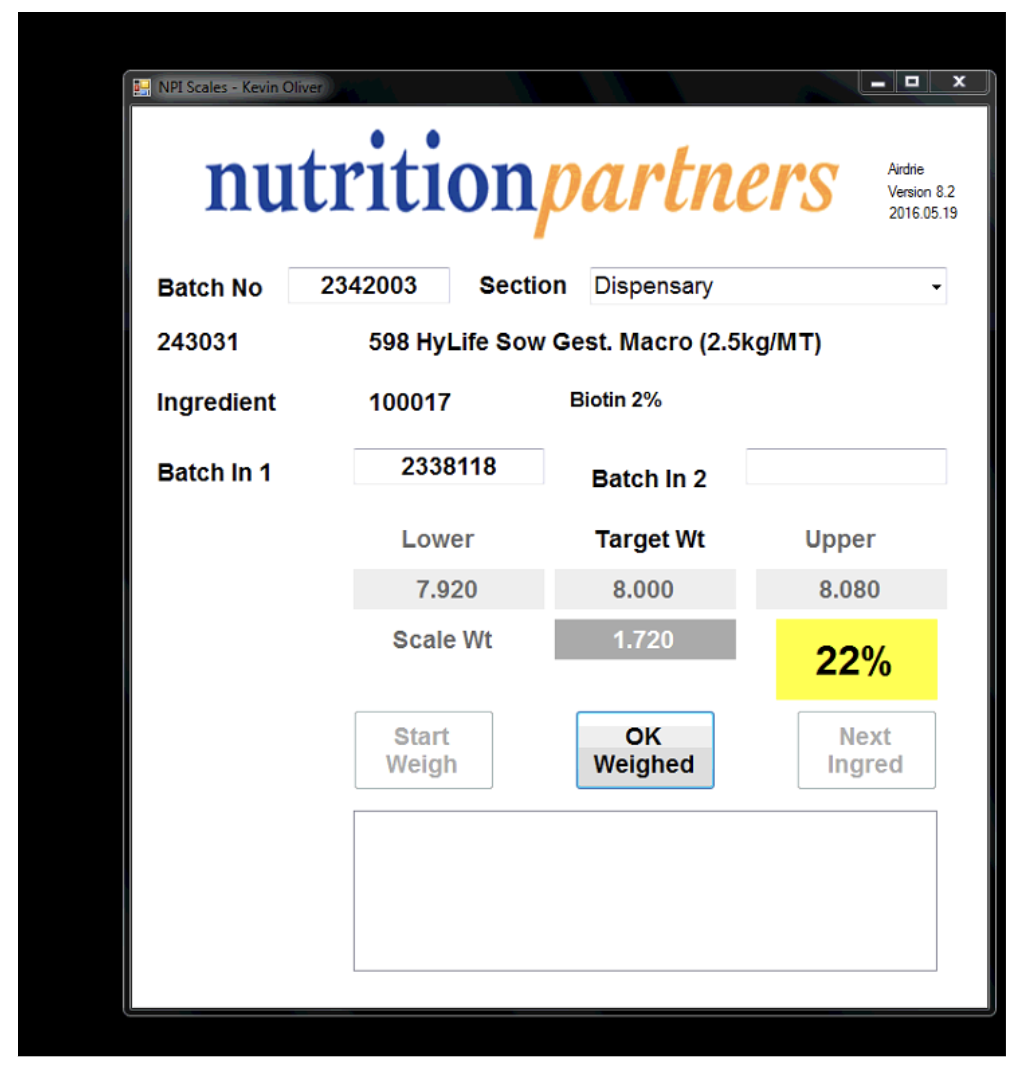 NPI Scales - Kevin Oliver
nutritionpartners
Airdrie
Version 8.2
2016.05.19
Batch No 2342003 Section Dispensary
243031 598 HyLife Sow Gest. Macro (2.5kg/MT)
Ingredient 100017 Biotin 2%
Batch In 1 2338118 Batch In 2
Lower Target Wt Upper
7.920 8.000 8.080
Scale Wt 1.720 22%
Start Weigh
OK Weighed
Next Ingred